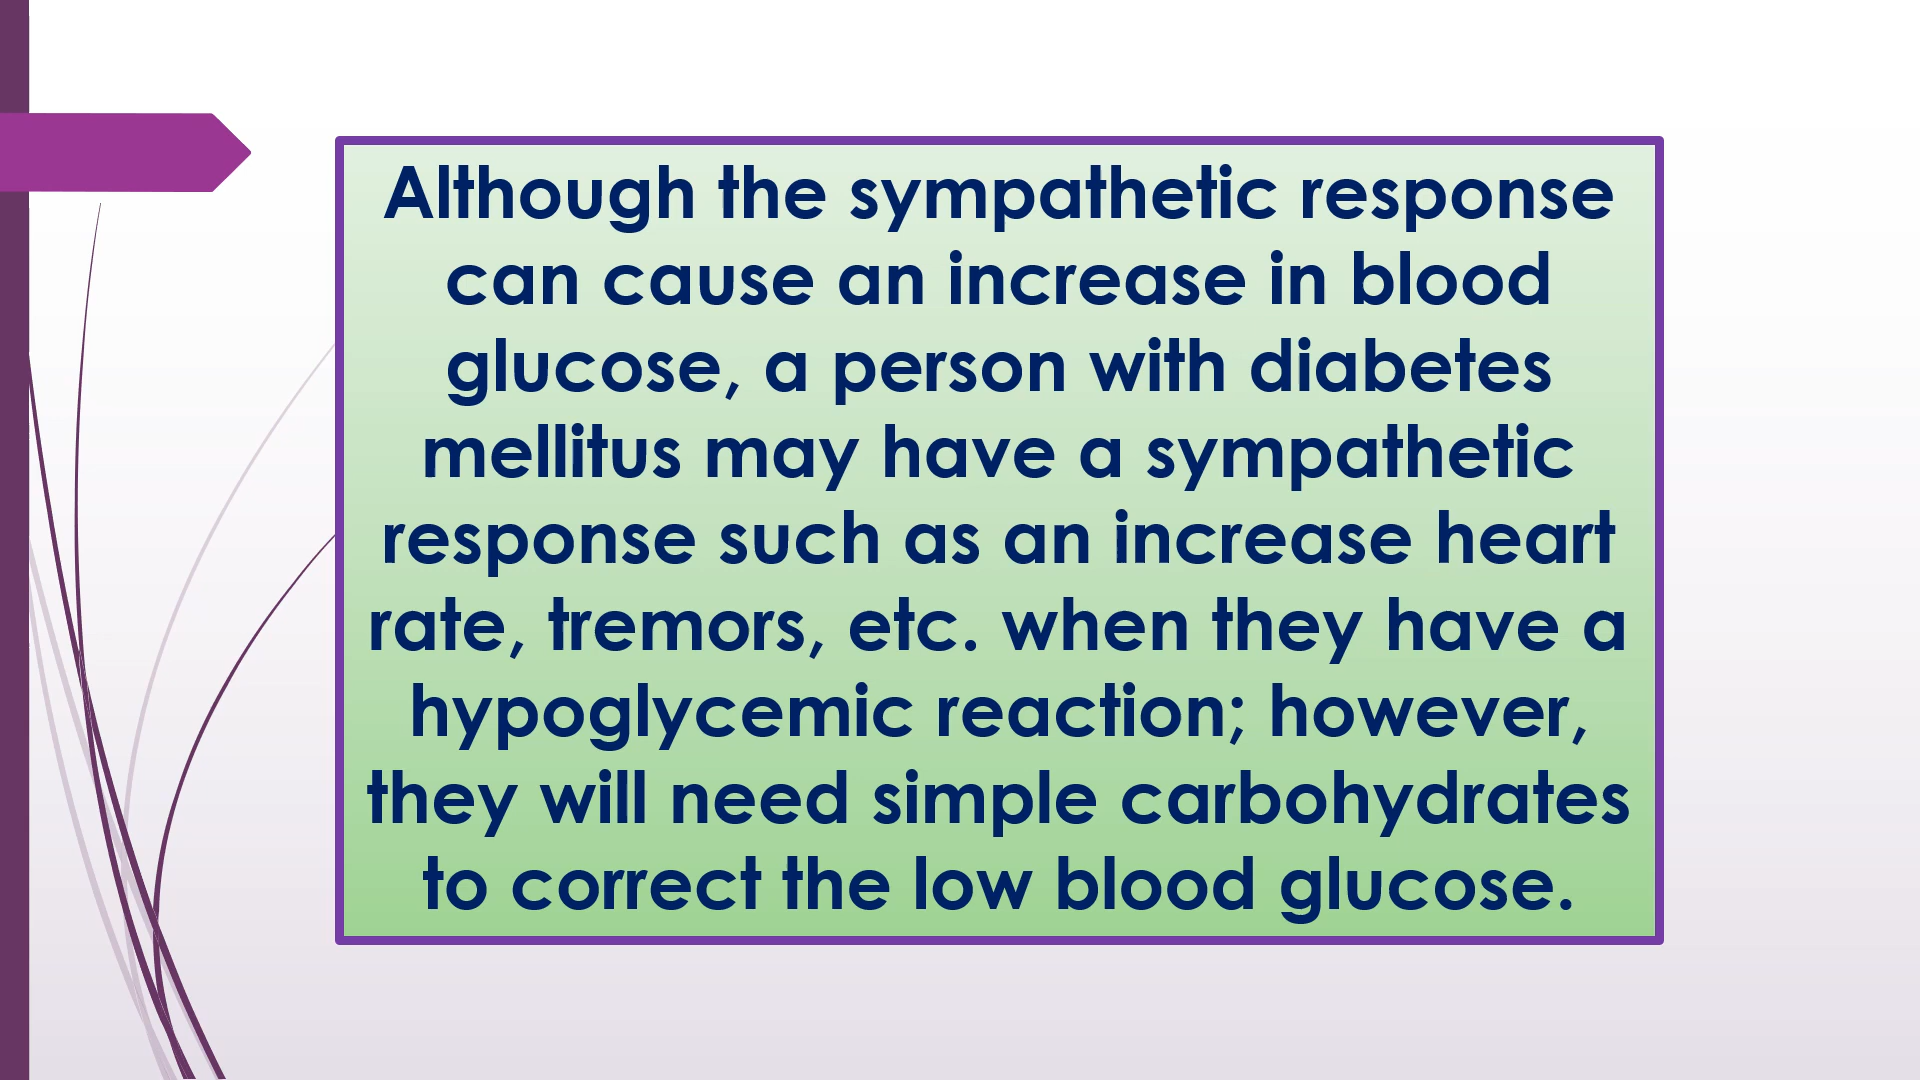 Although the sympathetic response
can cause an increase in blood
glucose, a person with diabetes
mellitus may have a sympathetic
response such as an increase heart
rate, tremors, etc. when they have a
hypoglycemic reaction; however,
they will need simple carbohydrates
to correct the low blood glucose.